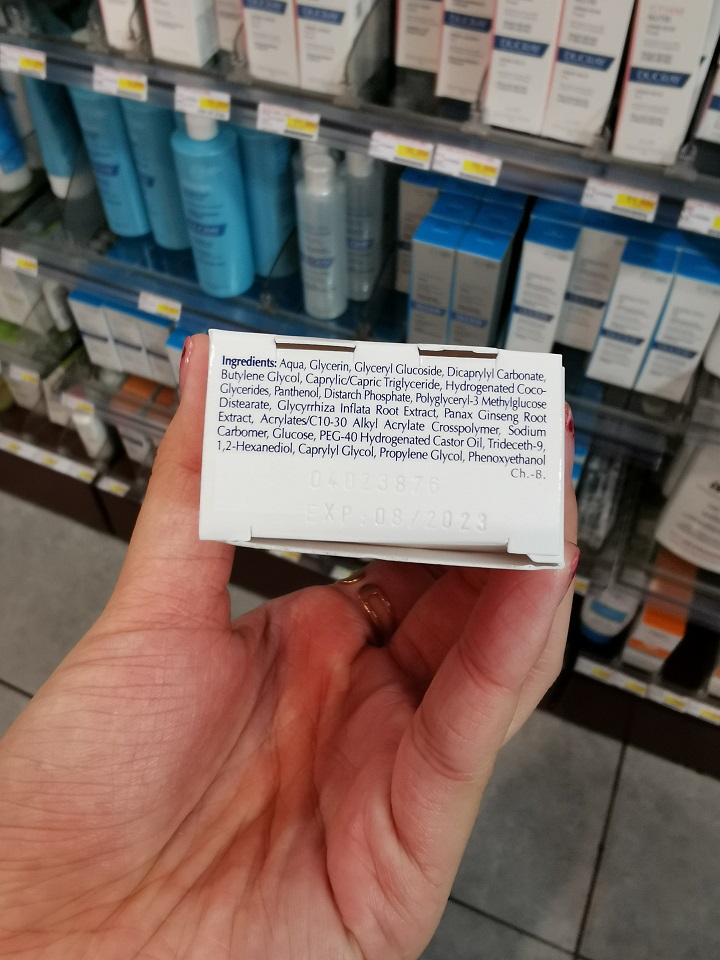 DUCRAY
DUCRAY
DUCRAY
Ingredients: Aqua, Glycerin, Glyceryl Glucoside, Dicaprylyl Carbonate,
Butylene Glycol, Caprylic/Capric Triglyceride, Hydrogenated Coco-
Glycerides, Panthenol, Distarch Phosphate, Polyglyceryl-3 Methylglucose
Distearate, Glycyrrhiza Inflata Root Extract, Panax Ginseng Root
Extract, Acrylates/C10-30 Alkyl Acrylate Crosspolymer, Sodium
Carbomer, Glucose, PEG-40 Hydrogenated Castor Oil, Trideceth-9,
1,2-Hexanediol, Caprylyl Glycol, Propylene Glycol, Phenoxyethanol
Ch.-B.
04023876
EXP:08/2023